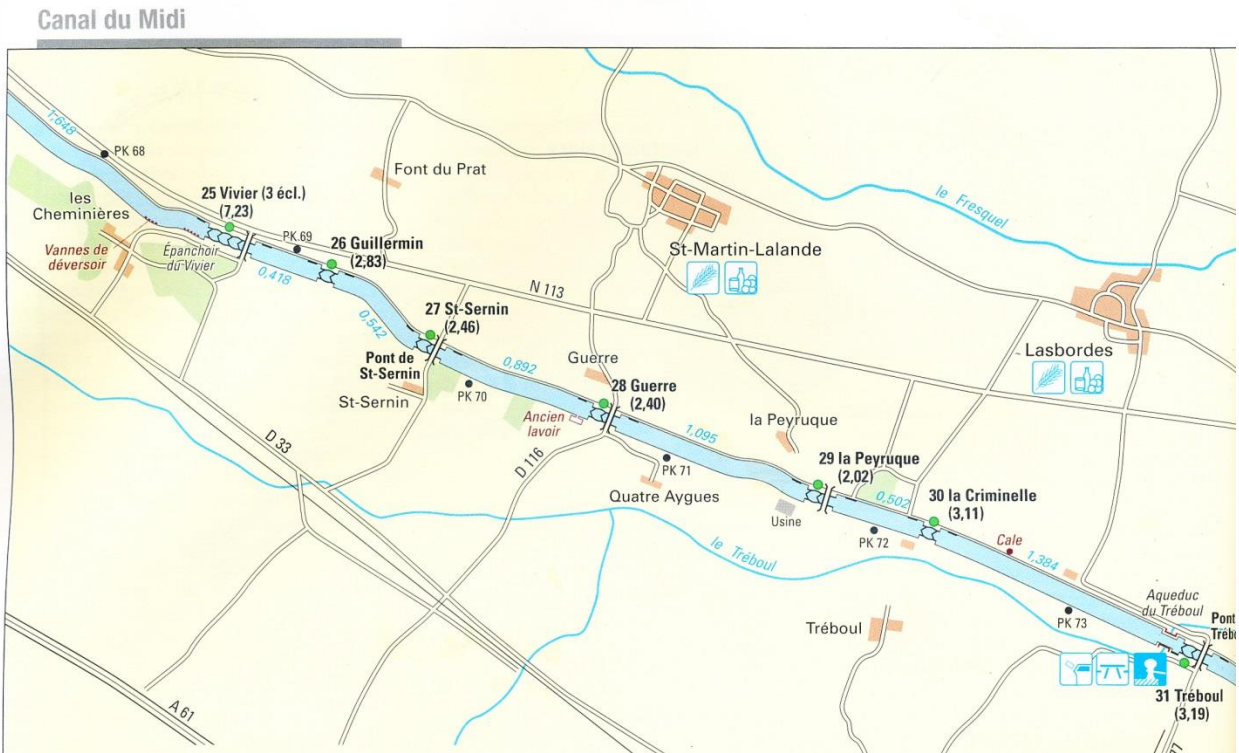 Canal du Midi
1,648
PK 68
les
Cheminières
Vannes de
déversoir
Épanchoir
du Vivier
25 Vivier (3 écl.)
(7,23)
PK 69
0,418
26 Guillermin
(2,83)
Font du Prat
0,542
27 St-Sernin
(2,46)
Pont de
St-Sernin
St-Sernin
PK 70
0,892
N 113
St-Martin-Lalande
le Fresquel
Guerre
28 Guerre
(2,40)
Ancien
lavoir
D 33
D 116
PK 71
Quatre Aygues
1,095
la Peyruque
29 la Peyruque
(2,02)
Usine
0,502
PK 72
30 la Criminelle
(3,11)
Lasbordes
Cale
1,384
le Tréboul
Tréboul
PK 73
Aqueduc
du Tréboul
Pont
31 Tréboul
(3,19)
A 61